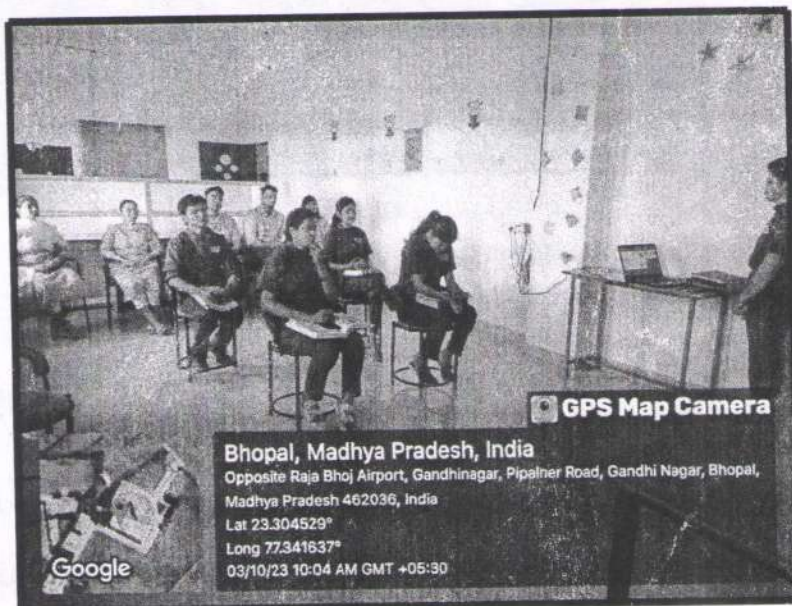 GPS Map Camera
Bhopal, Madhya Pradesh, India
Opposite Raja Bhoj Airport, Gandhinagar, Pipalner Road, Gandhi Nagar, Bhopal,
Madhya Pradesh 462036, India
Lat 23.304529°
Long 77.341637°
03/10/23 10:04 AM GMT +05:30
Google